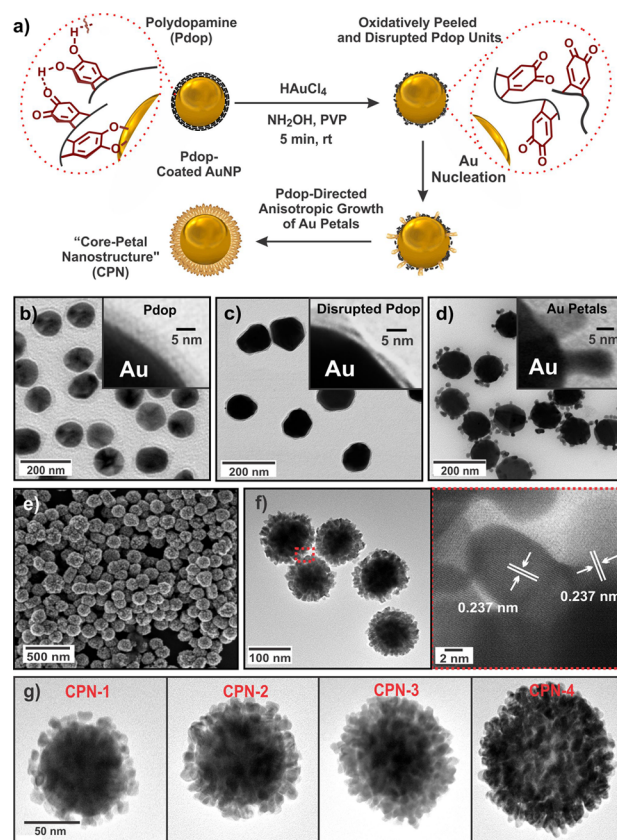 a)
Polydopamine
(Pdop)
Oxidatively Peeled
and Disrupted Pdop Units
H
O
O
H
O
O
O
O
HAuCl4
NH2OH, PVP
5 min, rt
O
O
O
O
O
O
Pdop-
Coated AuNP
Au
Nucleation
Pdop-Directed
Anisotropic Growth
of Au Petals
"Core-Petal
Nanostructure"
(CPN)
b)
Pdop
5 nm
Au
200 nm
c)
Disrupted Pdop
5 nm
Au
200 nm
d)
Au Petals
5 nm
Au
200 nm
e)
500 nm
f)
100 nm
0.237 nm
0.237 nm
2 nm
g)
CPN-1
CPN-2
CPN-3
CPN-4
50 nm